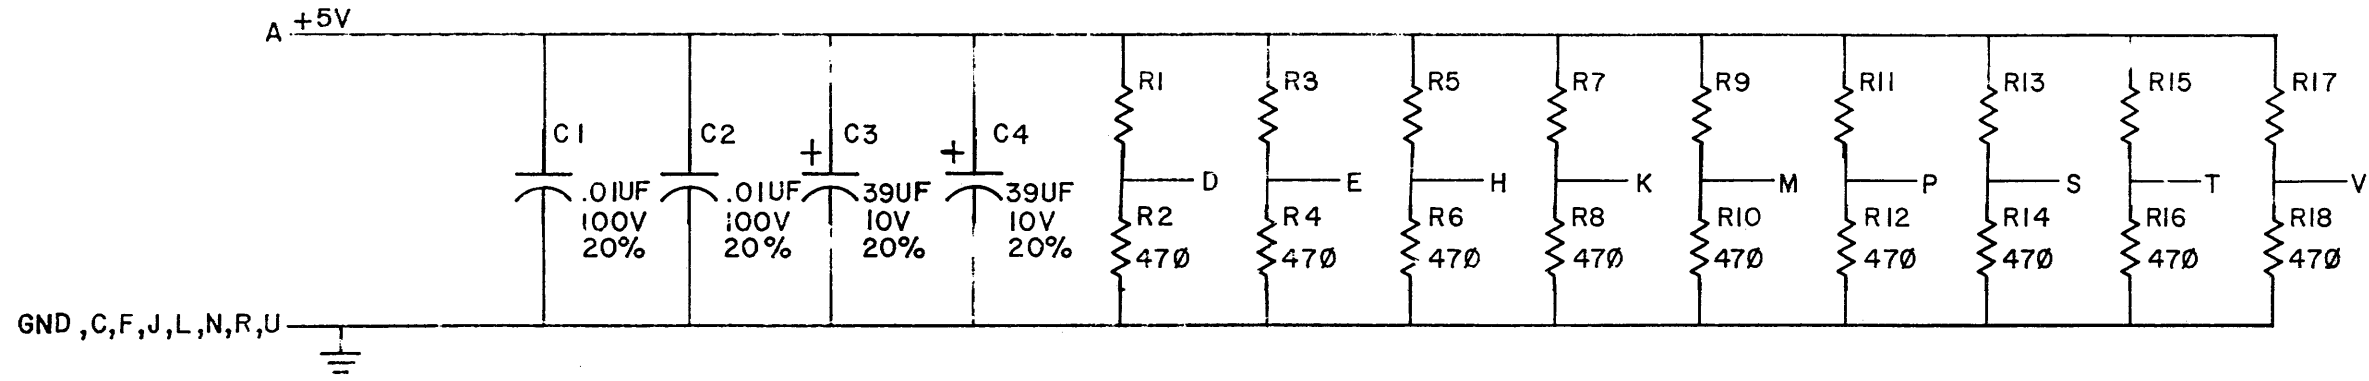 A +5V
C1
.01UF
100V
20%
C2
.01UF
100V
20%
+
C3
39UF
10V
20%
+
C4
39UF
10V
20%
R1
D
R2
470
R3
E
R4
470
R5
H
R6
470
R7
K
R8
470
R9
M
R10
470
R11
P
R12
470
R13
S
R14
470
R15
T
R16
470
R17
V
R18
470
GND ,C,F,J,L,N,R,U